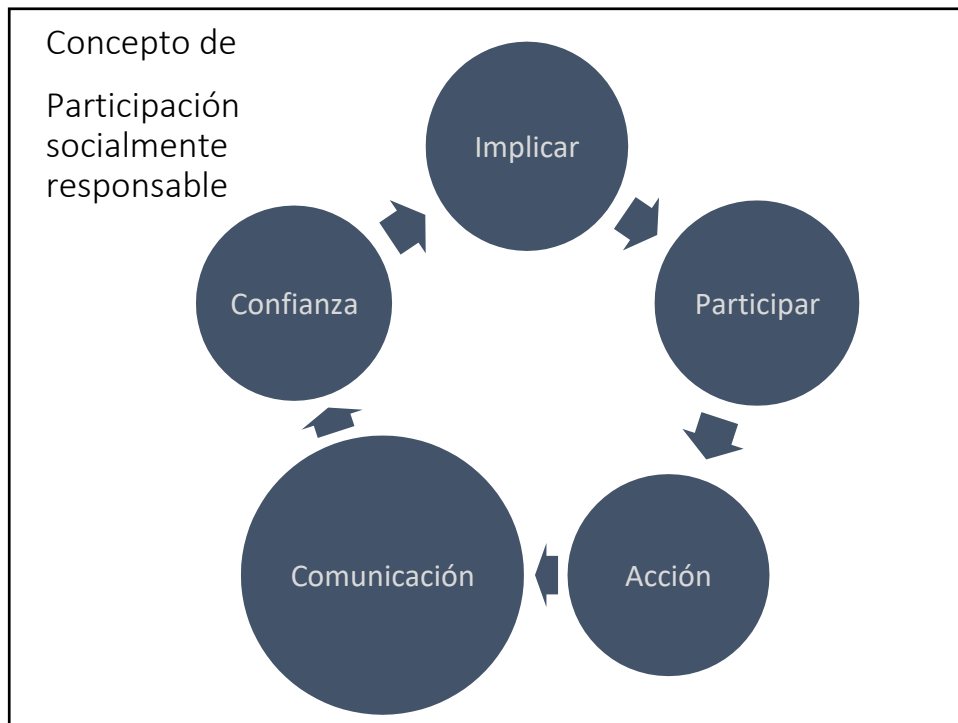 Concepto de
Participación
socialmente
responsable
Implicar
Participar
Acción
Comunicación
Confianza